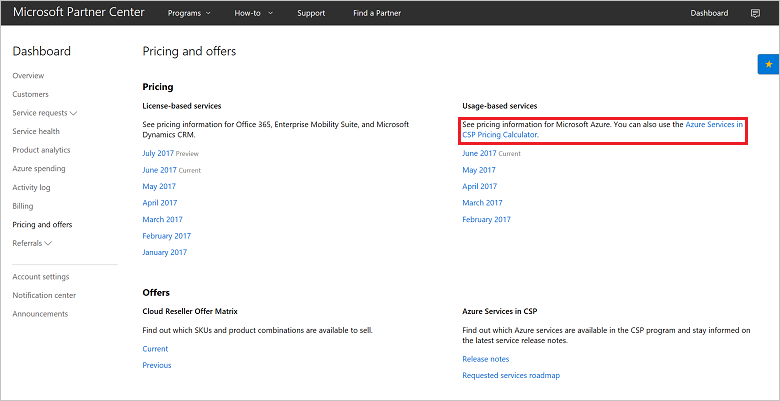 Microsoft Partner Center
Programs
How-to
Support
Find a Partner
Dashboard
Dashboard
Overview
Customers
Service requests
Service health
Product analytics
Azure spending
Activity log
Billing
Pricing and offers
Referrals
Account settings
Notification center
Announcements
Pricing and offers
Pricing
License-based services
See pricing information for Office 365, Enterprise Mobility Suite, and Microsoft
Dynamics CRM.
July 2017 Preview
June 2017 Current
May 2017
April 2017
March 2017
February 2017
January 2017
Usage-based services
See pricing information for Microsoft Azure. You can also use the Azure Services in
CSP Pricing Calculator.
June 2017 Current
May 2017
April 2017
March 2017
February 2017
Offers
Cloud Reseller Offer Matrix
Find out which SKUs and product combinations are available to sell.
Current
Previous
Azure Services in CSP
Find out which Azure services are available in the CSP program and stay informed on
the latest service release notes.
Release notes
Requested services roadmap